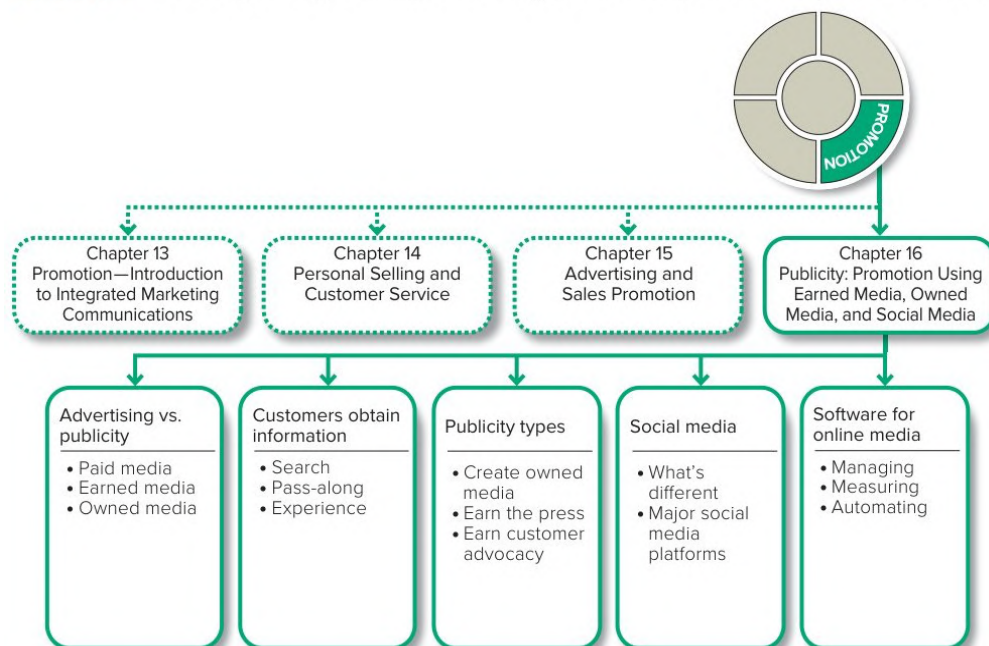 PROMOTION
Chapter 13
Promotion—Introduction
to Integrated Marketing
Communications
Chapter 14
Personal Selling and
Customer Service
Chapter 15
Advertising and
Sales Promotion
Chapter 16
Publicity: Promotion Using
Earned Media, Owned
Media, and Social Media
Advertising vs.
publicity
• Paid media
• Earned media
• Owned media
Customers obtain
information
• Search
• Pass-along
• Experience
Publicity types
• Create owned
media
• Earn the press
• Earn customer
advocacy
Social media
• What's
different
• Major social
media
platforms
Software for
online media
• Managing
• Measuring
• Automating